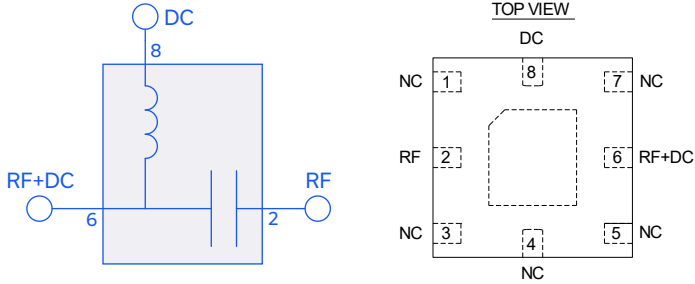 DC
8
RF+DC
RF
6
2
TOP VIEW
DC
NC 1 8 7 NC
RF 2 6 RF+DC
NC 3 4 5 NC
NC